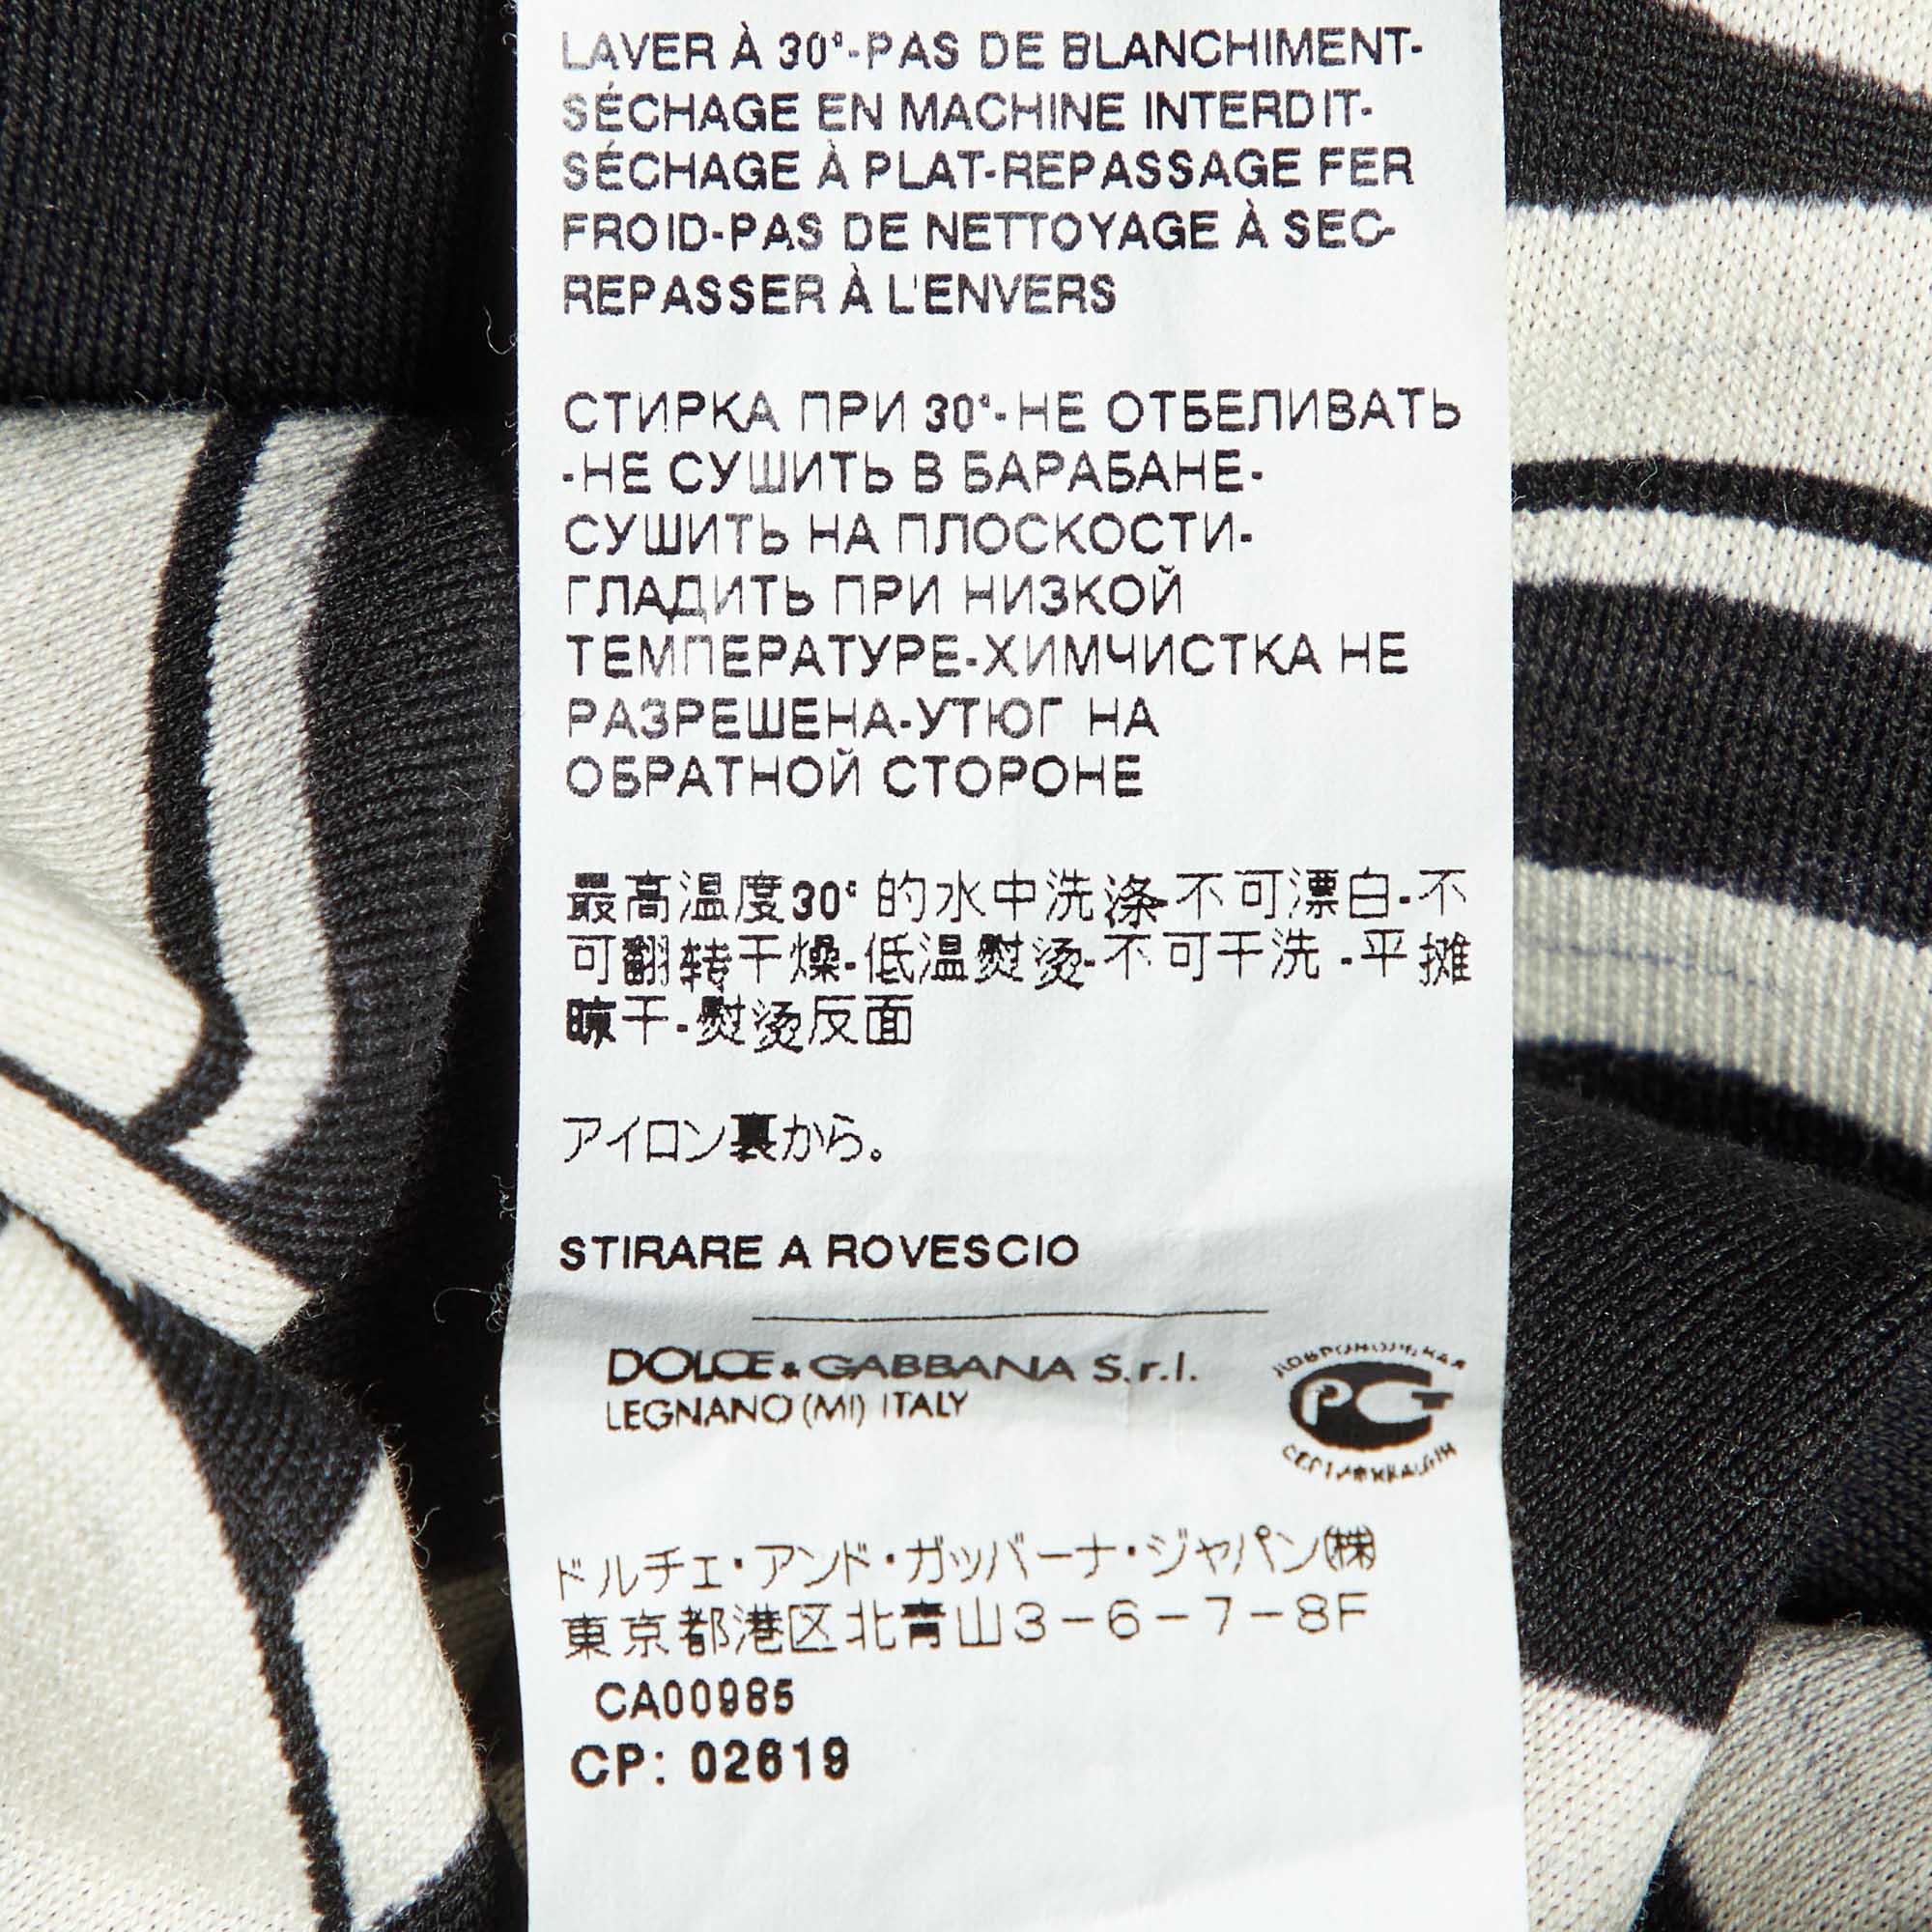 LAVER À 30°-PAS DE BLANCHIMENT-
SÉCHAGE EN MACHINE INTERDIT-
SÉCHAGE À PLAT-REPASSAGE FER
FROID-PAS DE NETTOYAGE À SEC-
REPASSER À L'ENVERS
СТИРКА ПРИ 30°-НЕ ОТБЕЛИВАТЬ
-НЕ СУШИТЬ В БАРАБАНЕ-
СУШИТЬ НА ПЛОСКОСТИ-
ГЛАДИТЬ ПРИ НИЗКОЙ
ТЕМПЕРАТУРЕ-ХИМЧИСТКА НЕ
РАЗРЕШЕНА-УТЮГ НА
ОБРАТНОЙ СТОРОНЕ
最高温度30°的水中洗涤-不可漂白-不
可翻转干燥-低温熨烫-不可干洗-平摊
晾干-熨烫反面
アイロン裏から。
STIRARE A ROVESCIO
DOLCE & GABBANA S.r.l.
LEGNANO (MI) ITALY
ДОБРОВОЛЬНАЯ
РСТ
СЕРТИФИКАЦИЯ
ドルチェ・アンド・ガッバーナ・ジャパン㈱
東京都港区北青山3-6-7-8F
CA00985
CP: 02619